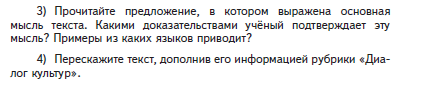 3) Прочитайте предложение, в котором выражена основная
мысль текста. Какими доказательствами учёный подтверждает эту
мысль? Примеры из каких языков приводит?
4) Перескажите текст, дополнив его информацией рубрики «Диа-
лог культур».